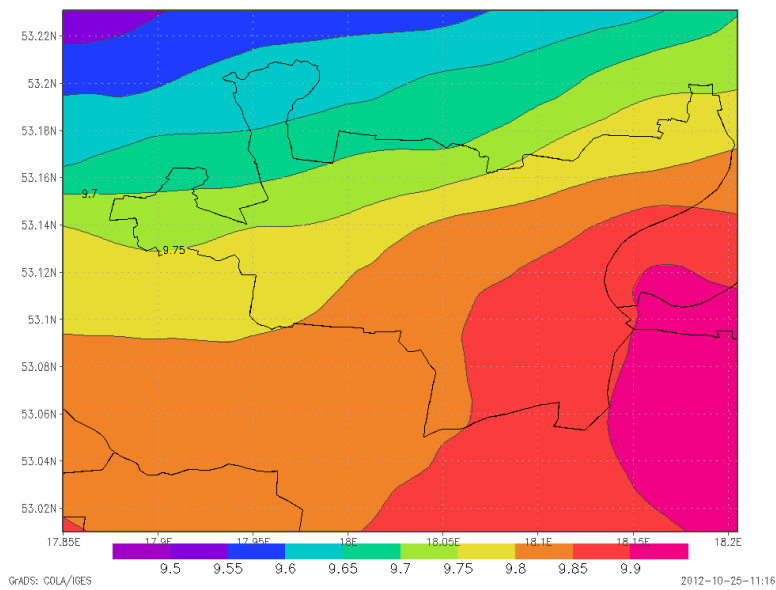 53.22N
53.2N
53.18N
53.16N
9.7
53.14N
9.75
53.12N
53.1N
53.08N
53.06N
53.04N
53.02N
17.85E 17.9E 17.95E 18E 18.05E 18.1E 18.15E 18.2E
9.5 9.55 9.6 9.65 9.7 9.75 9.8 9.85 9.9
GrADS: COLA/IGES 2012-10-25-11:16